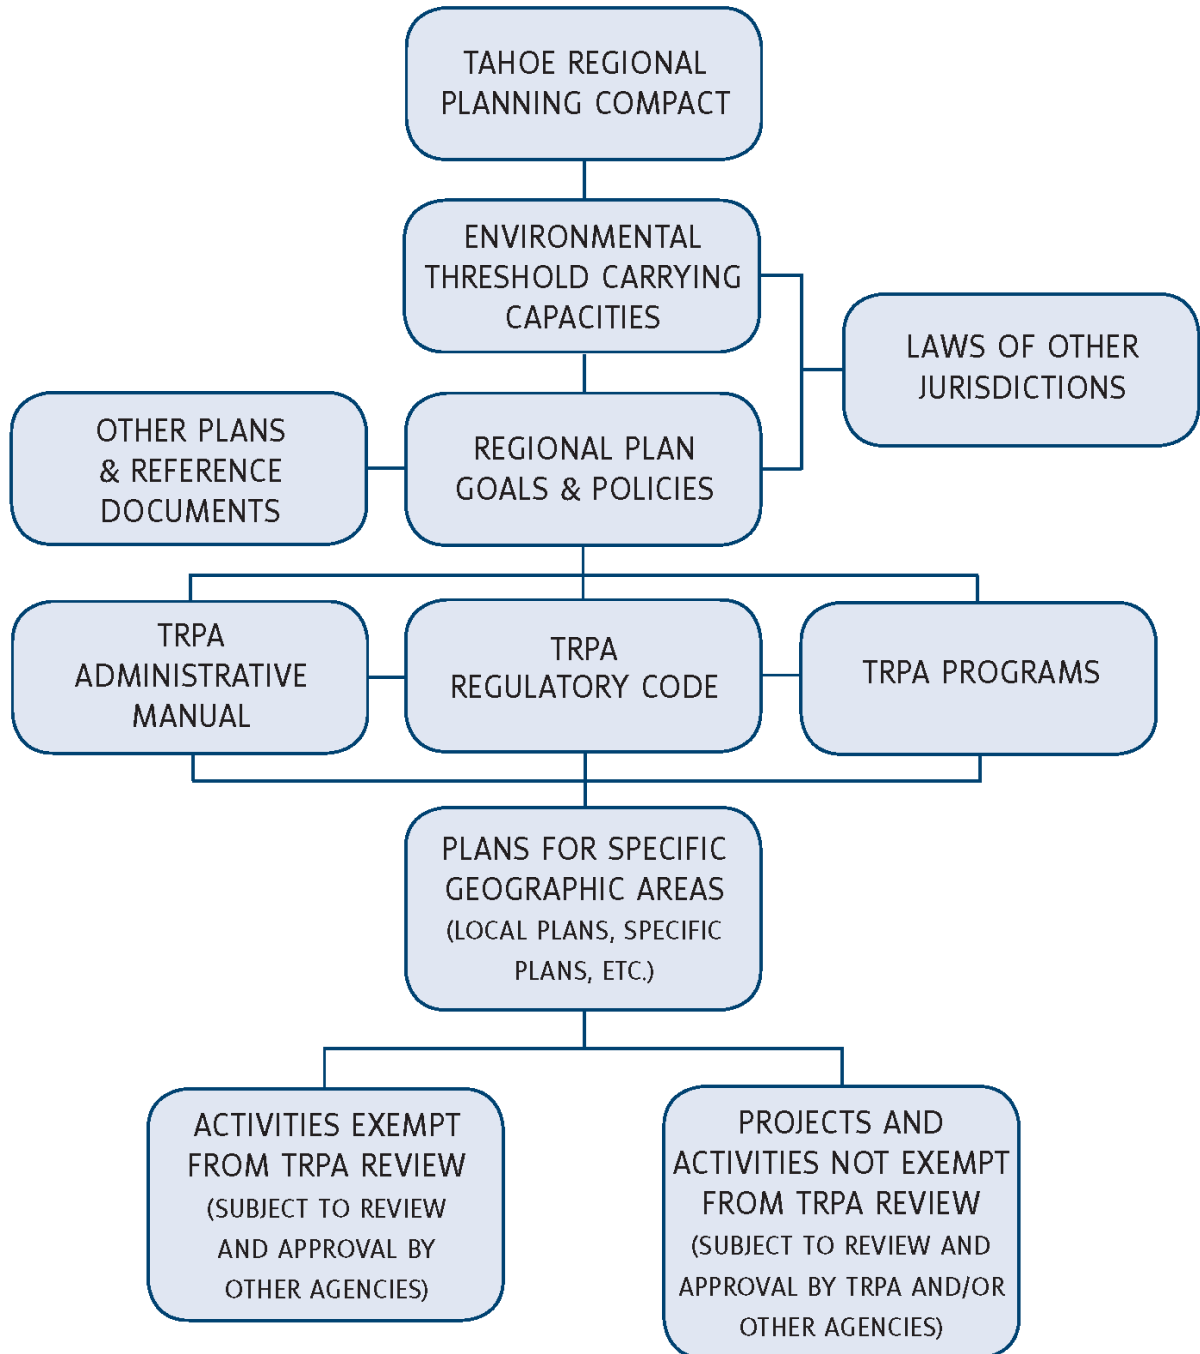 TAHOE REGIONAL
PLANNING COMPACT
ENVIRONMENTAL
THRESHOLD CARRYING
CAPACITIES
LAWS OF OTHER
JURISDICTIONS
OTHER PLANS
& REFERENCE
DOCUMENTS
REGIONAL PLAN
GOALS & POLICIES
TRPA
ADMINISTRATIVE
MANUAL
TRPA
REGULATORY CODE
TRPA PROGRAMS
PLANS FOR SPECIFIC
GEOGRAPHIC AREAS
(LOCAL PLANS, SPECIFIC
PLANS, ETC.)
ACTIVITIES EXEMPT
FROM TRPA REVIEW
(SUBJECT TO REVIEW
AND APPROVAL BY
OTHER AGENCIES)
PROJECTS AND
ACTIVITIES NOT EXEMPT
FROM TRPA REVIEW
(SUBJECT TO REVIEW AND
APPROVAL BY TRPA AND/OR
OTHER AGENCIES)